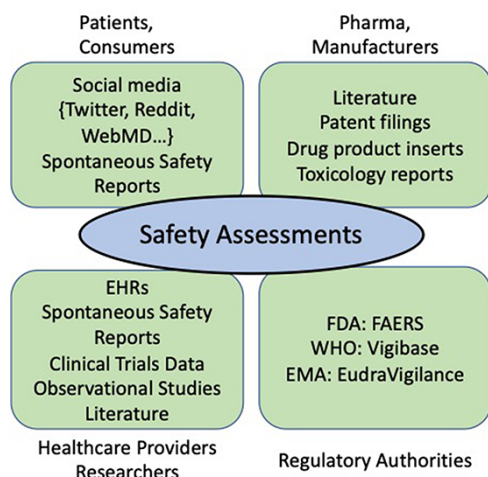 Patients,
Consumers
Pharma,
Manufacturers
Social media
{Twitter, Reddit,
WebMD...}
Spontaneous Safety
Reports
Literature
Patent filings
Drug product inserts
Toxicology reports
Safety Assessments
EHRs
Spontaneous Safety
Reports
Clinical Trials Data
Observational Studies
Literature
FDA: FAERS
WHO: Vigibase
EMA: EudraVigilance
Healthcare Providers
Researchers
Regulatory Authorities